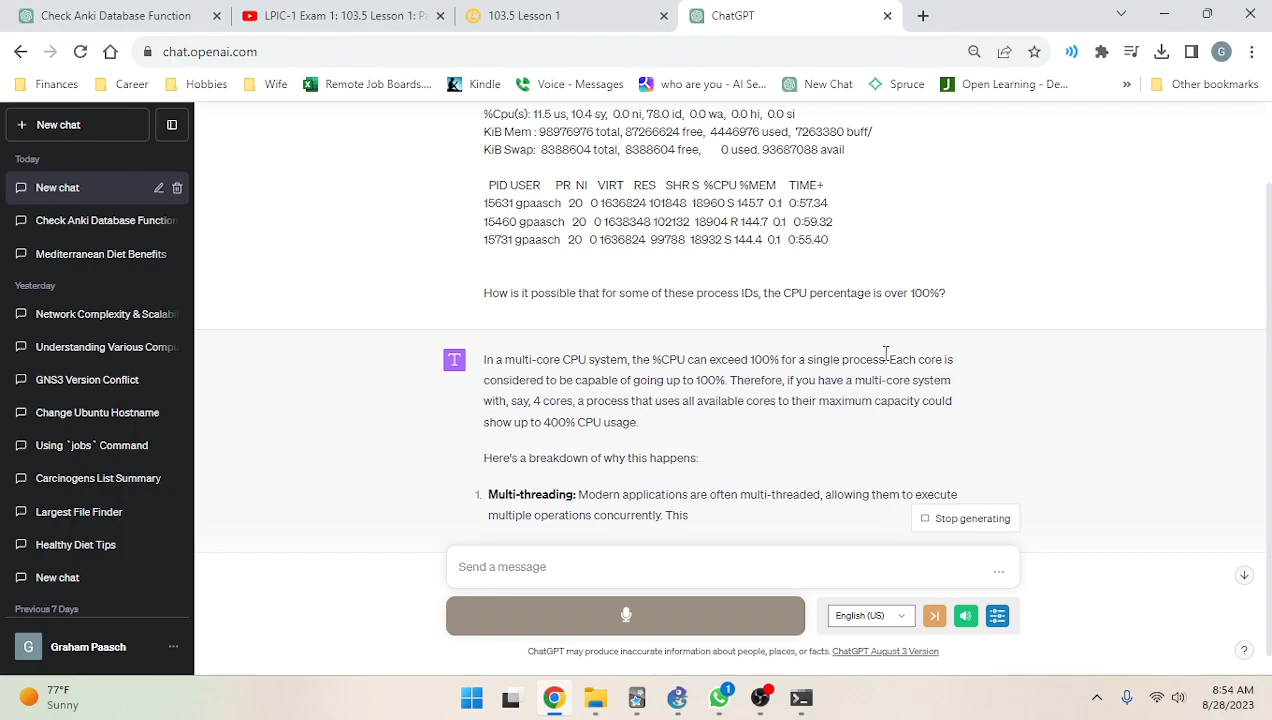 Check Anki Database Function
LPIC-1 Exam 1: 103.5 Lesson 1: Pa
103.5 Lesson 1
ChatGPT
chat.openai.com
G
Finances
Career
Hobbies
Wife
Remote Job Boards....
Kindle
Voice - Messages
who are you - AI Se...
New Chat
Spruce
Open Learning - De...
»
Other bookmarks
New chat
Today
New chat
Check Anki Database Function
Mediterranean Diet Benefits
Yesterday
Network Complexity & Scalabi
Understanding Various Compu
GNS3 Version Conflict
Change Ubuntu Hostname
Using `jobs` Command
Carcinogens List Summary
Largest File Finder
Healthy Diet Tips
New chat
Previous 7 Days
G
Graham Paasch
...
%Cpu(s): 11.5 us, 10.4 sy, 0.0 ni, 78.0 id, 0.0 wa, 0.0 hi, 0.0 si
KiB Mem : 98976976 total, 87266624 free, 4446976 used, 7263380 buff/
KiB Swap: 8388604 total, 8388604 free, 0 used. 93687088 avail
PID USER PR NI VIRT RES SHR S %CPU %MEM TIME+
15631 gpaasch 20 0 1636824 101848 18960 S 145.7 0.1 0:57.34
15460 gpaasch 20 0 1638348 102132 18904 R 144.7 0.1 0:59.32
15731 gpaasch 20 0 1636824 99788 18932 S 144.4 0.1 0:55.40
How is it possible that for some of these process IDs, the CPU percentage is over 100%?
T
In a multi-core CPU system, the %CPU can exceed 100% for a single process. Each core is
considered to be capable of going up to 100%. Therefore, if you have a multi-core system
with, say, 4 cores, a process that uses all available cores to their maximum capacity could
show up to 400% CPU usage.
Here's a breakdown of why this happens:
1. Multi-threading: Modern applications are often multi-threaded, allowing them to execute
multiple operations concurrently. This
Stop generating
Send a message
...
English (US)
ChatGPT may produce inaccurate information about people, places, or facts. ChatGPT August 3 Version
?
77°F
Sunny
1
8:54 AM
8/28/2023